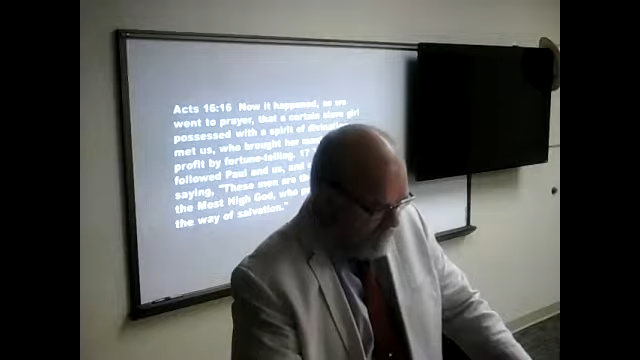 Acts 16:16 Now it happened, as we
went to prayer, that a certain slave girl
possessed with a spirit of
met us, who brought her
profit by fortune-telling. 17
followed Paul and us, and
saying, "These men are
the Most High God, who
the way of salvation."